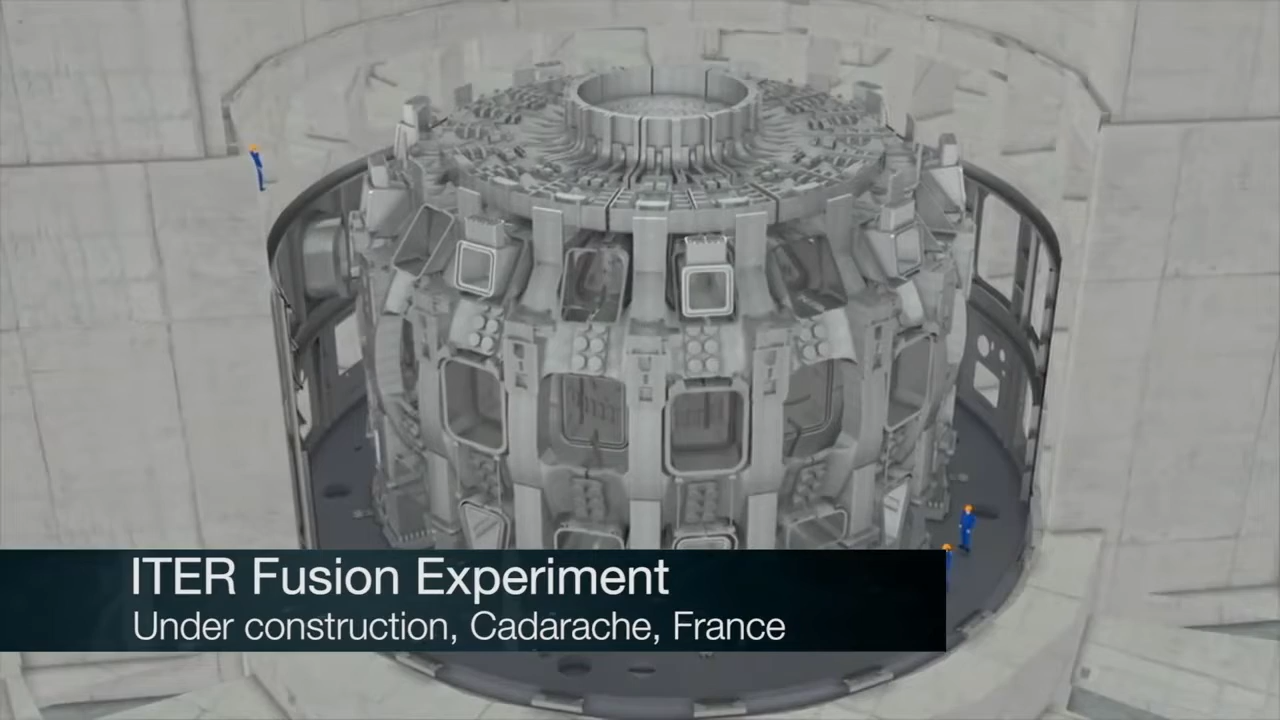 ITER Fusion Experiment
Under construction, Cadarache, France